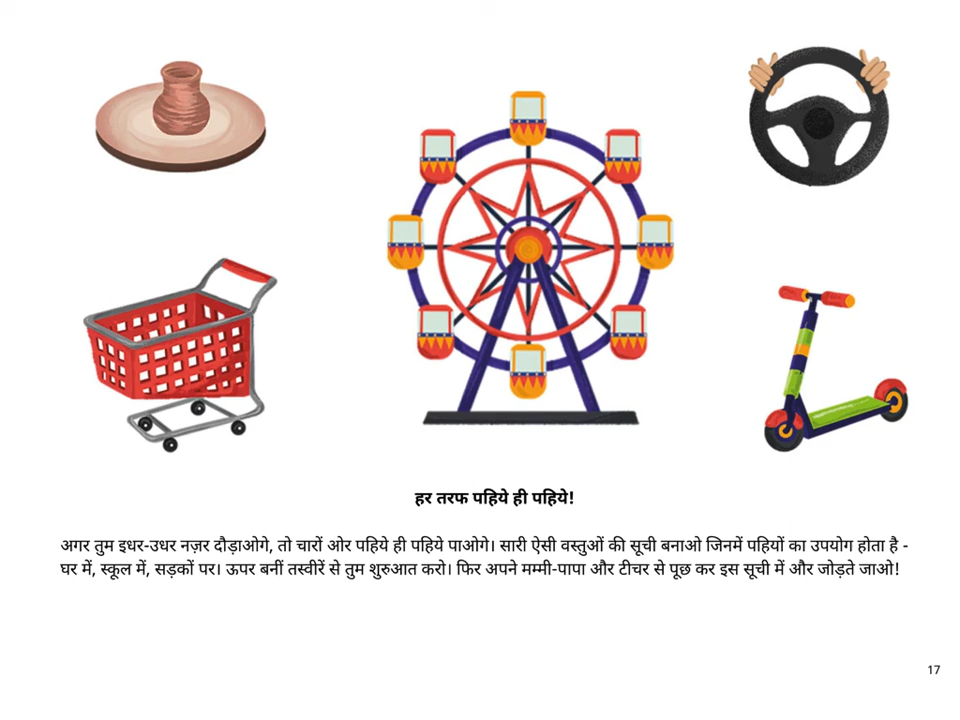 हर तरफ पहिये ही पहिये!
अगर तुम इधर-उधर नज़र दौड़ाओगे, तो चारों ओर पहिये ही पहिये पाओगे। सारी ऐसी वस्तुओं की सूची बनाओ जिनमें पहियों का उपयोग होता है -
घर में, स्कूल में, सड़कों पर। ऊपर बनीं तस्वीरें से तुम शुरुआत करो। फिर अपने मम्मी-पापा और टीचर से पूछ कर इस सूची में और जोड़ते जाओ!
17